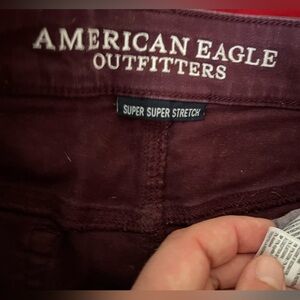 AMERICAN EAGLE
OUTFITTERS
SUPER SUPER STRETCH